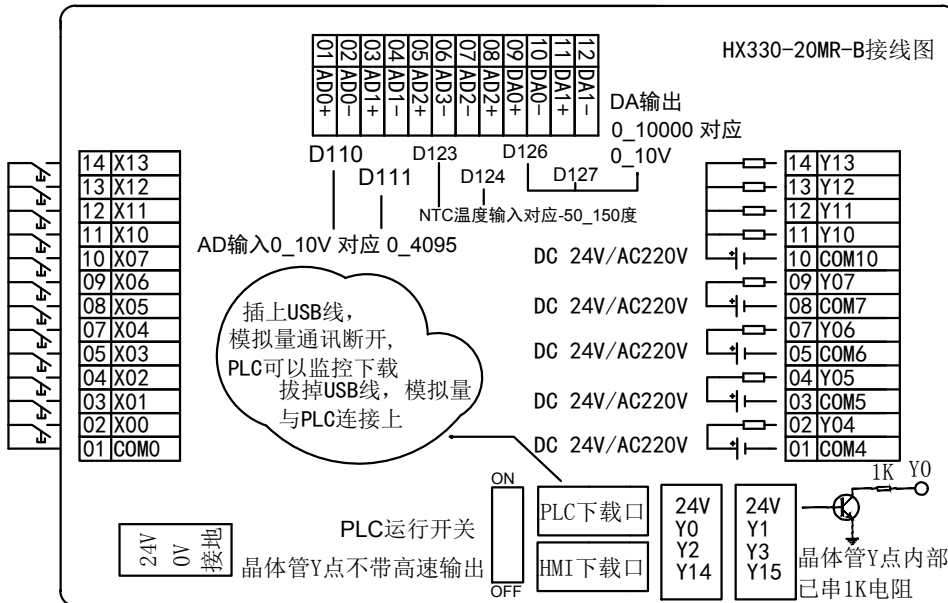 HX330-20MR-B接线图
01 AD0+
02 AD0-
03 AD1+
04 AD1-
05 AD2+
06 AD3-
07 AD2-
08 AD2+
09 DA0+
10 DA0-
11 DA1+
12 DA1-
DA输出
0_10000 对应
0_10V
D110
D111
D123
D124
D126
D127
NTC温度输入对应-50_150度
AD输入0_10V 对应 0_4095
14 X13
13 X12
12 X11
11 X10
10 X07
09 X06
08 X05
07 X04
05 X03
04 X02
03 X01
02 X00
01 COM0
插上USB线，
模拟量通讯断开，
PLC可以监控下载
拔掉USB线，模拟量
与PLC连接上
DC 24V/AC220V
DC 24V/AC220V
DC 24V/AC220V
DC 24V/AC220V
DC 24V/AC220V
14 Y13
13 Y12
12 Y11
11 Y10
10 COM10
09 Y07
08 COM7
07 Y06
05 COM6
04 Y05
03 COM5
02 Y04
01 COM4
24V
0V
接地
PLC运行开关
晶体管Y点不带高速输出
ON
OFF
PLC下载口
HMI下载口
24V
Y0
Y2
Y14
24V
Y1
Y3
Y15
1K
Y0
晶体管Y点内部
已串1K电阻